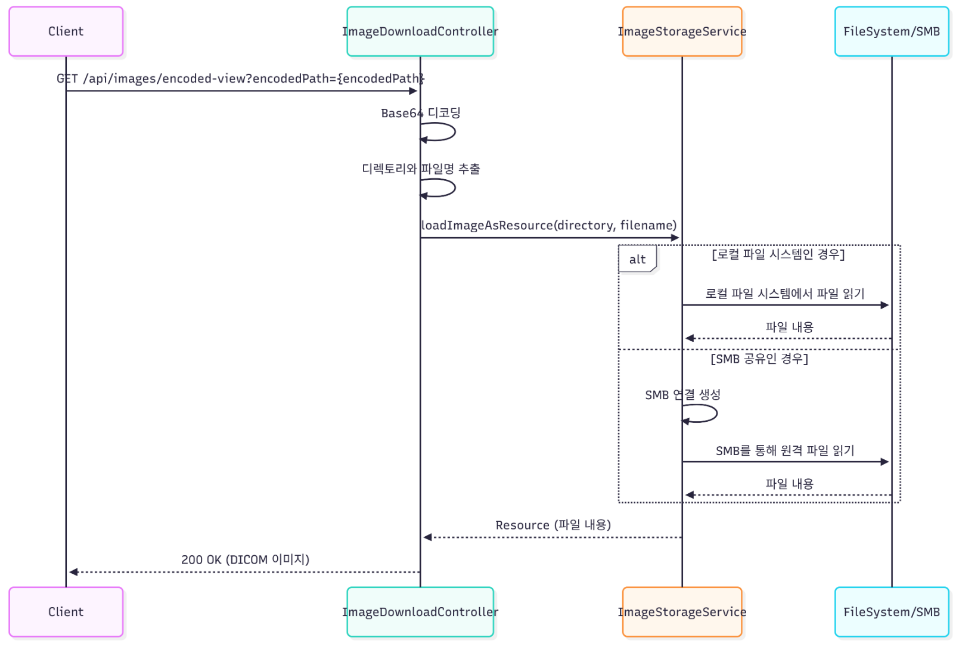 Client
ImageDownloadController
ImageStorageService
FileSystem/SMB
GET /api/images/encoded-view?encodedPath={encodedPath}
Base64 디코딩
디렉토리와 파일명 추출
loadImageAsResource(directory, filename)
alt
[로컬 파일 시스템인 경우]
로컬 파일 시스템에서 파일 읽기
파일 내용
[SMB 공유인 경우]
SMB 연결 생성
SMB를 통해 원격 파일 읽기
파일 내용
Resource (파일 내용)
200 OK (DICOM 이미지)
Client
ImageDownloadController
ImageStorageService
FileSystem/SMB